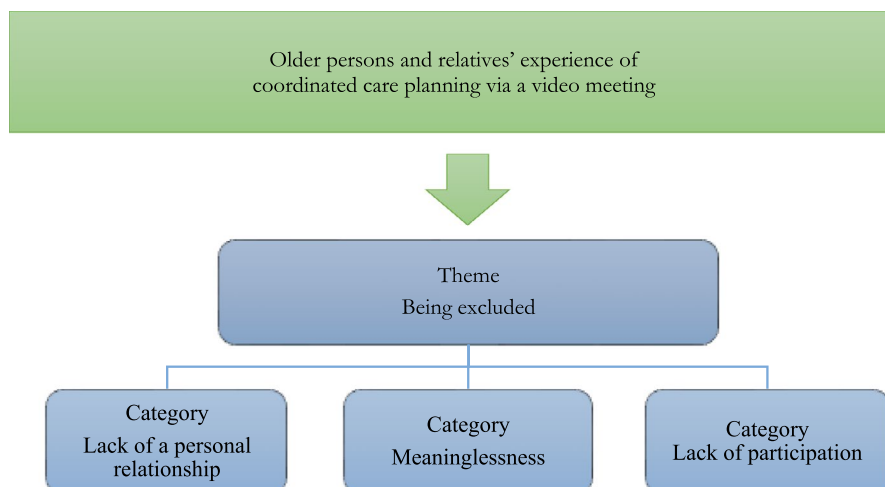 Older persons and relatives’ experience of
coordinated care planning via a video meeting
Theme
Being excluded
Category
Lack of a personal
relationship
Category
Meaninglessness
Category
Lack of participation